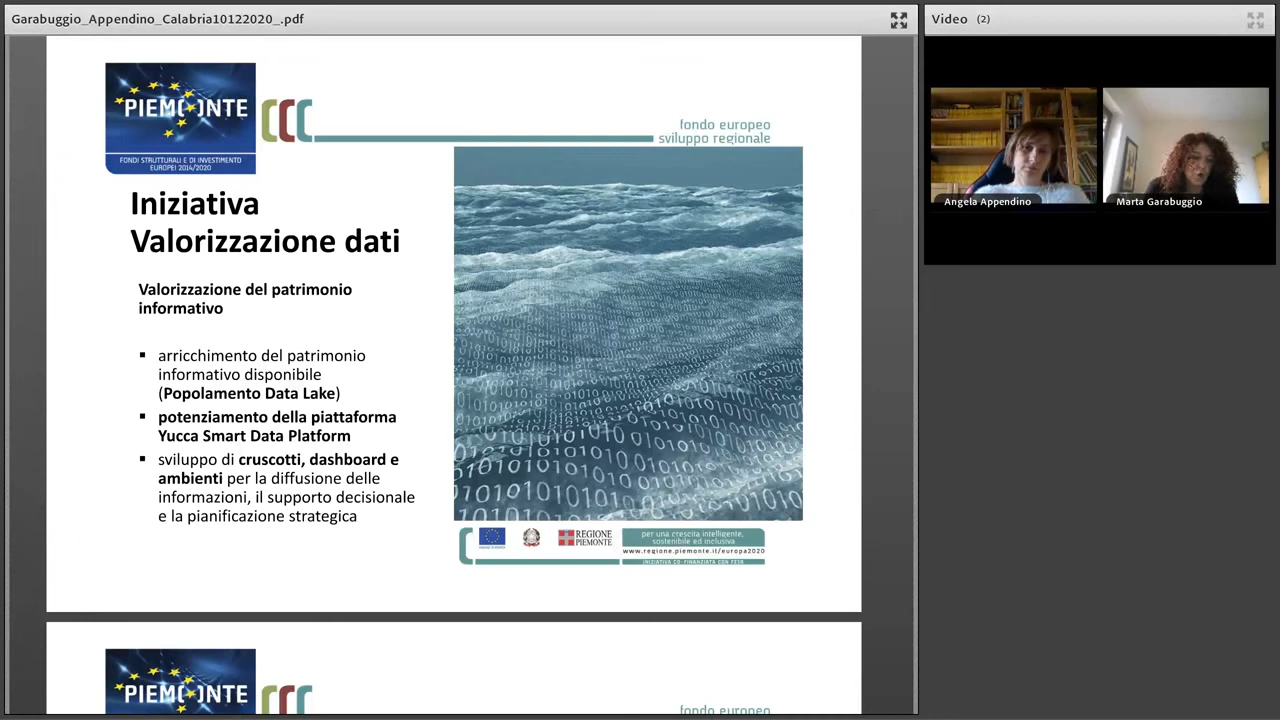 Garabuggio_Appendino_Calabria10122020_.pdf
Video (2)
PIEMONTE
FONDI STRUTTURALI E DI INVESTIMENTO
EUROPEI 2014/2020
fondo europeo
sviluppo regionale
Iniziativa
Valorizzazione dati
Valorizzazione del patrimonio
informativo
▪ arricchimento del patrimonio
informativo disponibile
(Popolamento Data Lake)
▪ potenziamento della piattaforma
Yucca Smart Data Platform
▪ sviluppo di cruscotti, dashboard e
ambienti per la diffusione delle
informazioni, il supporto decisionale
e la pianificazione strategica
REGIONE
PIEMONTE
per una crescita intelligente,
sostenibile ed inclusiva
www.regione.piemonte.it/europa2020
INIZIATIVA CO-FINANZIATA CON FESR
Angela Appendino
Marta Garabuggio
PIEMONTE
fondo europeo